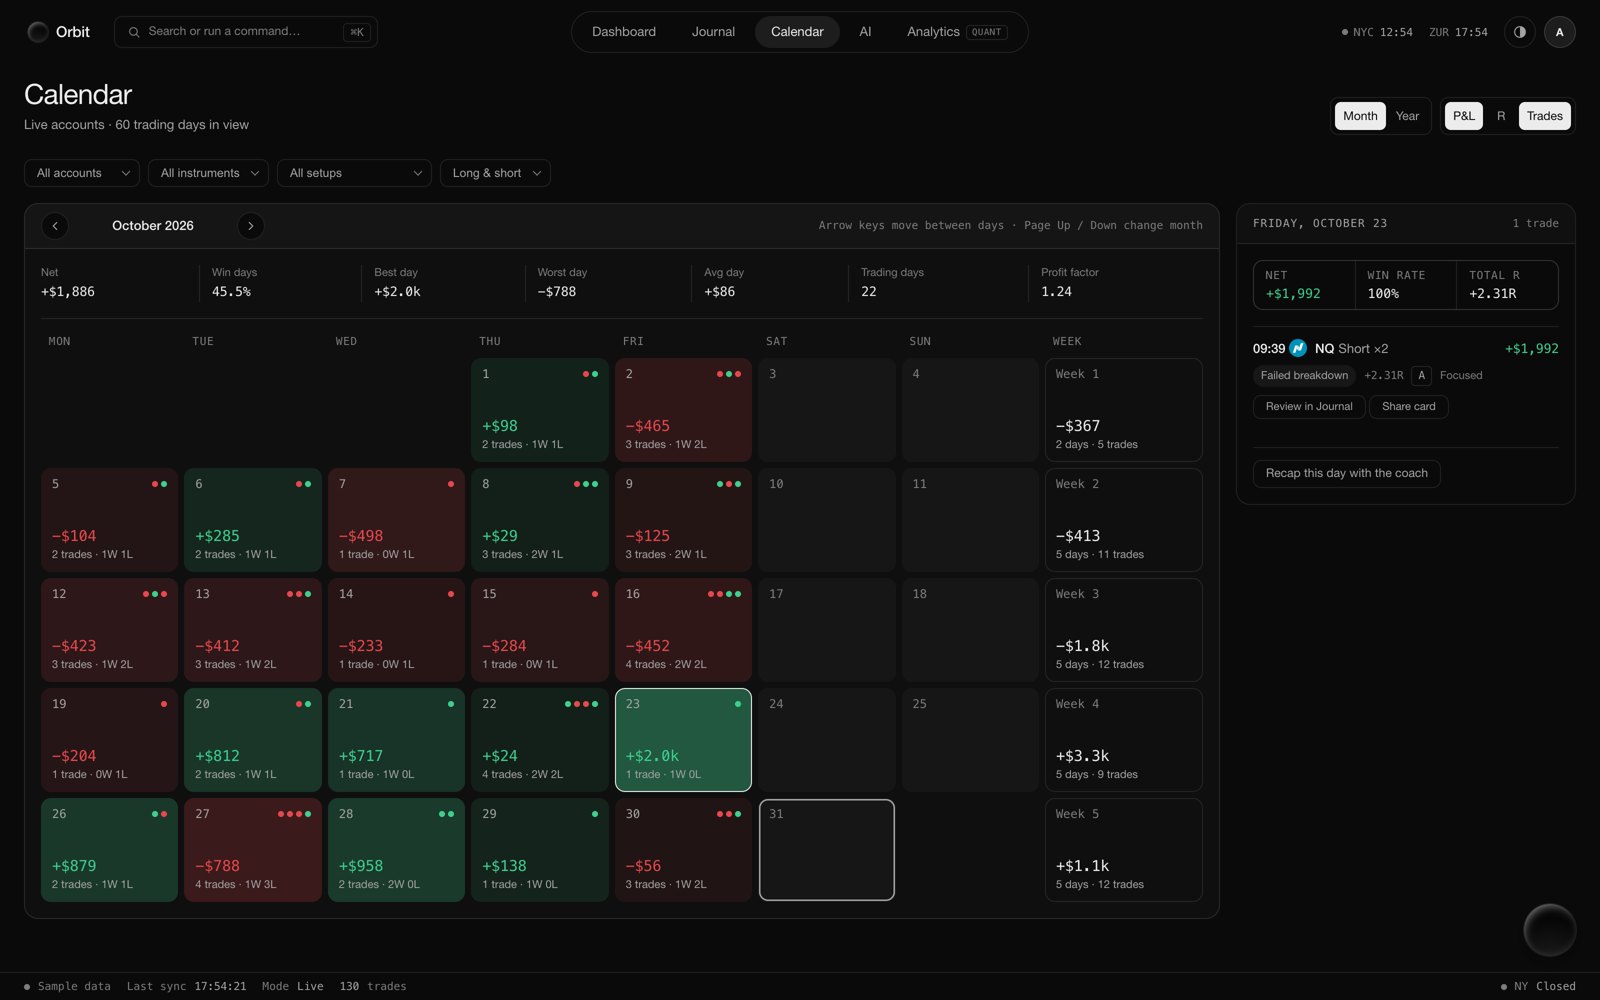 Orbit
Search or run a command…
⌘K
Dashboard
Journal
Calendar
AI
Analytics QUANT
NYC 12:54
ZUR 17:54
A
Calendar
Live accounts · 60 trading days in view
Month
Year
P&L
R
Trades
All accounts
All instruments
All setups
Long & short
October 2026
Arrow keys move between days · Page Up / Down change month
Net
+$1,886
Win days
45.5%
Best day
+$2.0k
Worst day
−$788
Avg day
+$86
Trading days
22
Profit factor
1.24
MON
TUE
WED
THU
FRI
SAT
SUN
WEEK
1
+$98
2 trades · 1W 1L
2
−$465
3 trades · 1W 2L
3
4
Week 1
−$367
2 days · 5 trades
5
−$104
2 trades · 1W 1L
6
+$285
2 trades · 1W 1L
7
−$498
1 trade · 0W 1L
8
+$29
3 trades · 2W 1L
9
−$125
3 trades · 2W 1L
10
11
Week 2
−$413
5 days · 11 trades
12
−$423
3 trades · 1W 2L
13
−$412
3 trades · 1W 2L
14
−$233
1 trade · 0W 1L
15
−$284
1 trade · 0W 1L
16
−$452
4 trades · 2W 2L
17
18
Week 3
−$1.8k
5 days · 12 trades
19
−$204
1 trade · 0W 1L
20
+$812
2 trades · 1W 1L
21
+$717
1 trade · 1W 0L
22
+$24
4 trades · 2W 2L
23
+$2.0k
1 trade · 1W 0L
24
25
Week 4
+$3.3k
5 days · 9 trades
26
+$879
2 trades · 1W 1L
27
−$788
4 trades · 1W 3L
28
+$958
2 trades · 2W 0L
29
+$138
1 trade · 1W 0L
30
−$56
3 trades · 1W 2L
31
Week 5
+$1.1k
5 days · 12 trades
FRIDAY, OCTOBER 23
1 trade
NET
+$1,992
WIN RATE
100%
TOTAL R
+2.31R
09:39 NQ Short ×2
+$1,992
Failed breakdown +2.31R A Focused
Review in Journal
Share card
Recap this day with the coach
Sample data
Last sync 17:54:21
Mode Live
130 trades
NY Closed